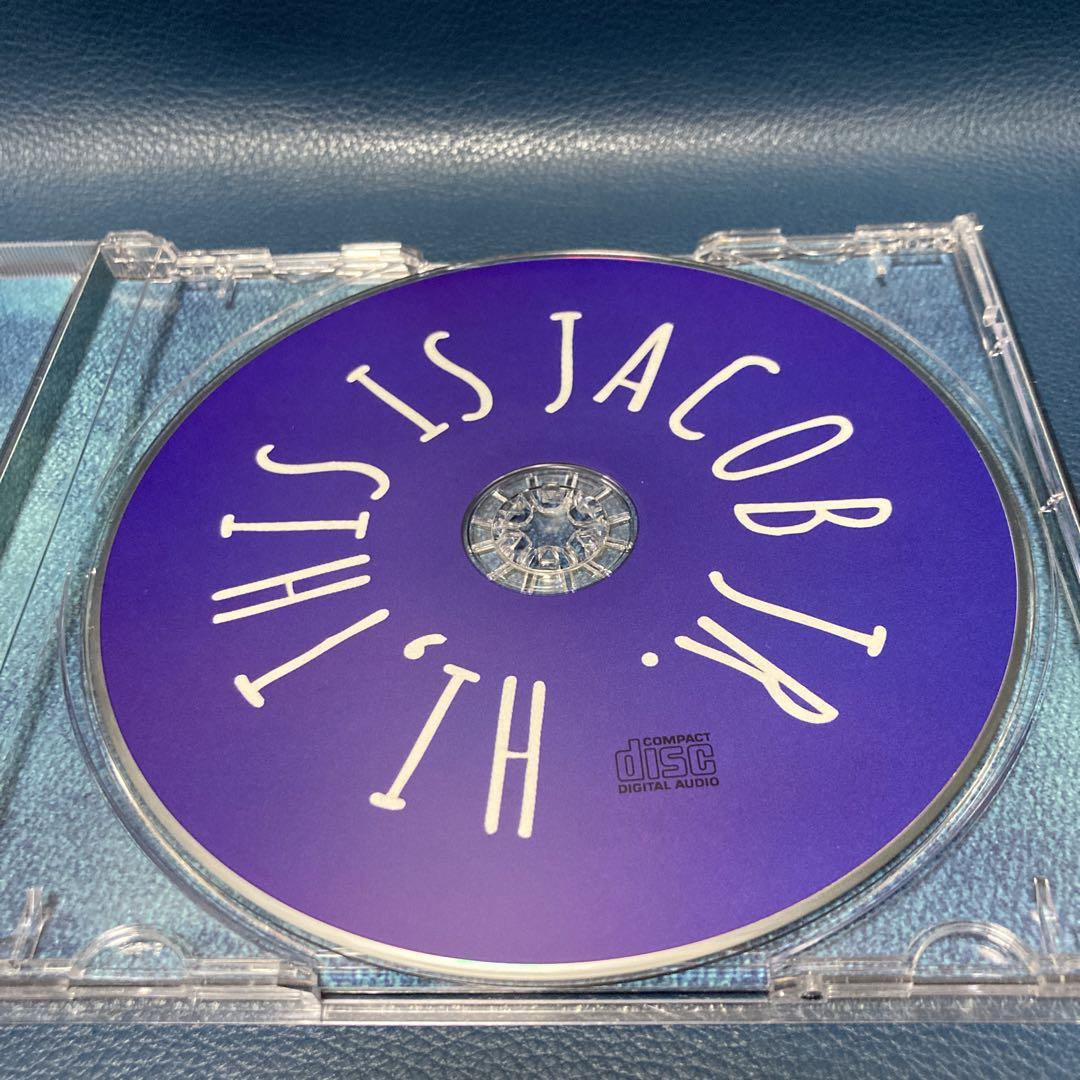 HI, THIS IS JACOB JR.
COMPACT
disc
DIGITAL AUDIO